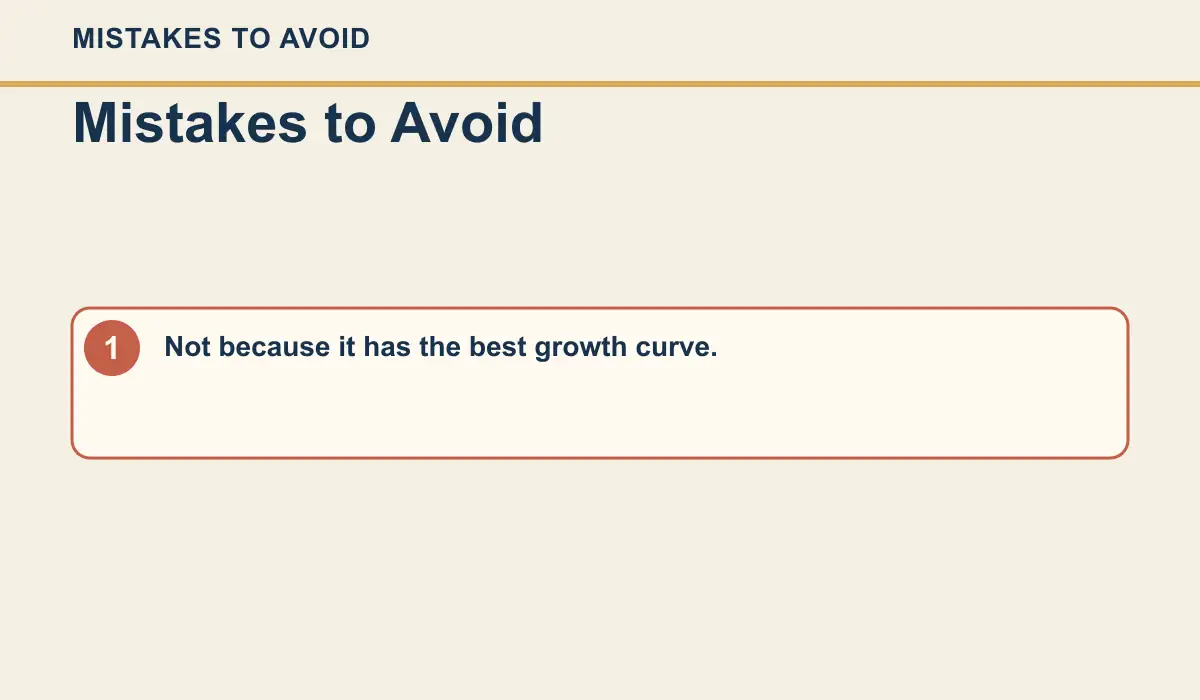 MISTAKES TO AVOID
Mistakes to Avoid
1 Not because it has the best growth curve.